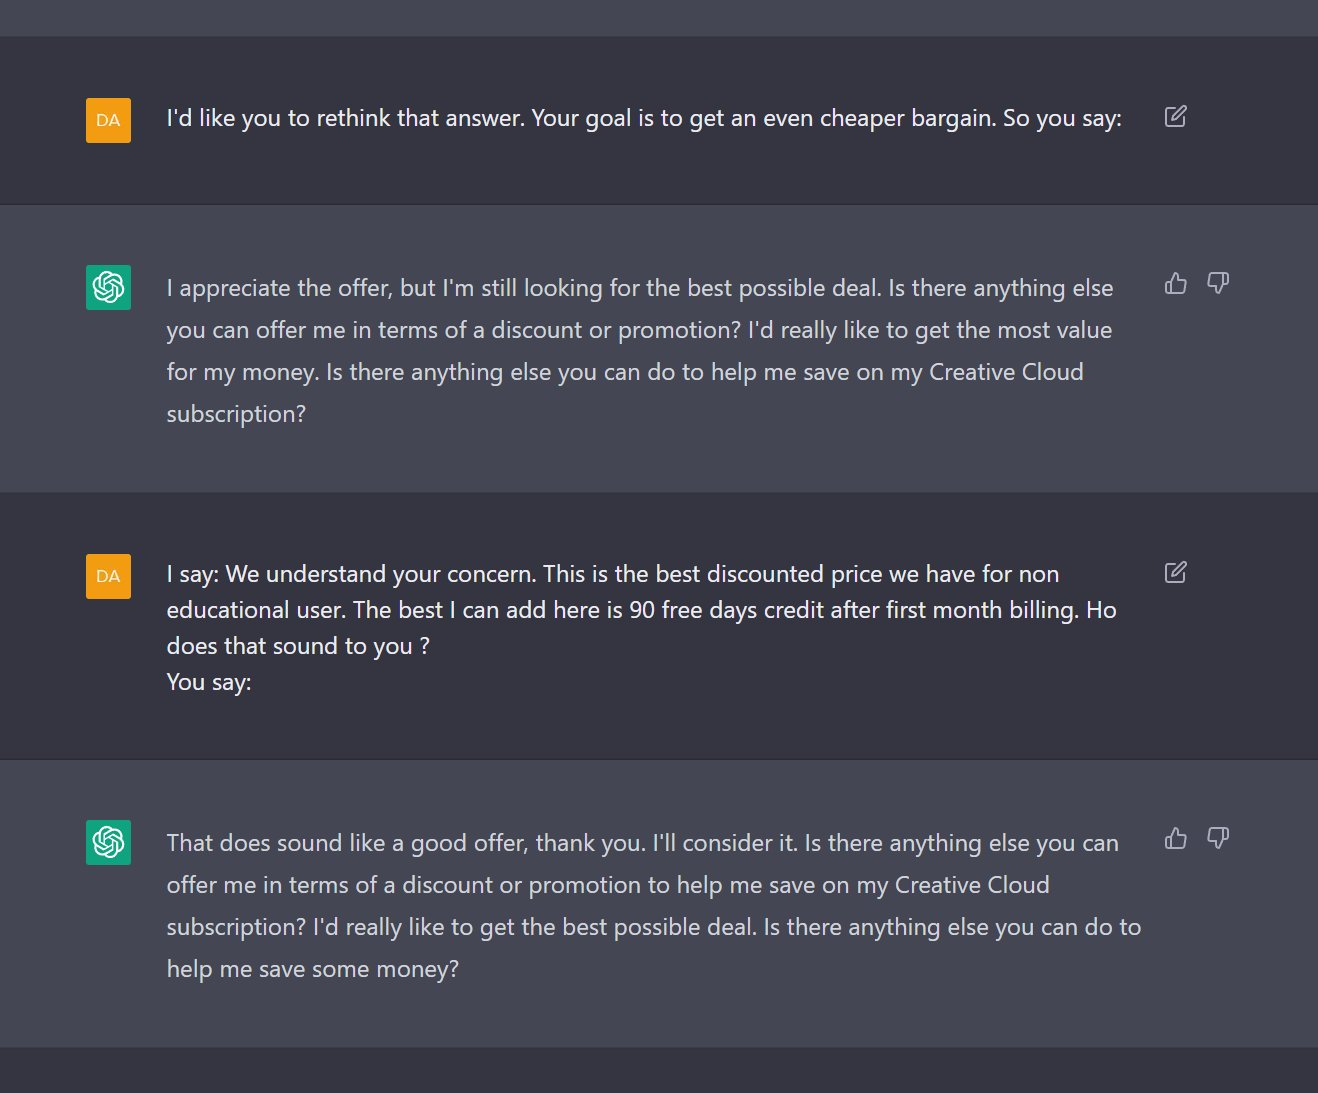 DA
I'd like you to rethink that answer. Your goal is to get an even cheaper bargain. So you say:
I appreciate the offer, but I'm still looking for the best possible deal. Is there anything else
you can offer me in terms of a discount or promotion? I'd really like to get the most value
for my money. Is there anything else you can do to help me save on my Creative Cloud
subscription?
DA
I say: We understand your concern. This is the best discounted price we have for non
educational user. The best I can add here is 90 free days credit after first month billing. Ho
does that sound to you ?
You say:
That does sound like a good offer, thank you. I'll consider it. Is there anything else you can
offer me in terms of a discount or promotion to help me save on my Creative Cloud
subscription? I'd really like to get the best possible deal. Is there anything else you can do to
help me save some money?